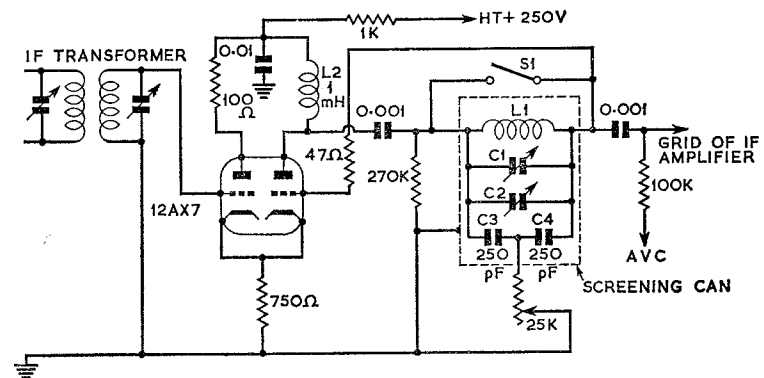 HT+ 250V
1K
IF TRANSFORMER
0.01
L2
1
mH
100
Ω
S1
0.001
L1
0.001
GRID OF IF
AMPLIFIER
47Ω
270K
C1
C2
100K
12AX7
C3
C4
250
250
pF
pF
AVC
SCREENING CAN
750Ω
25K